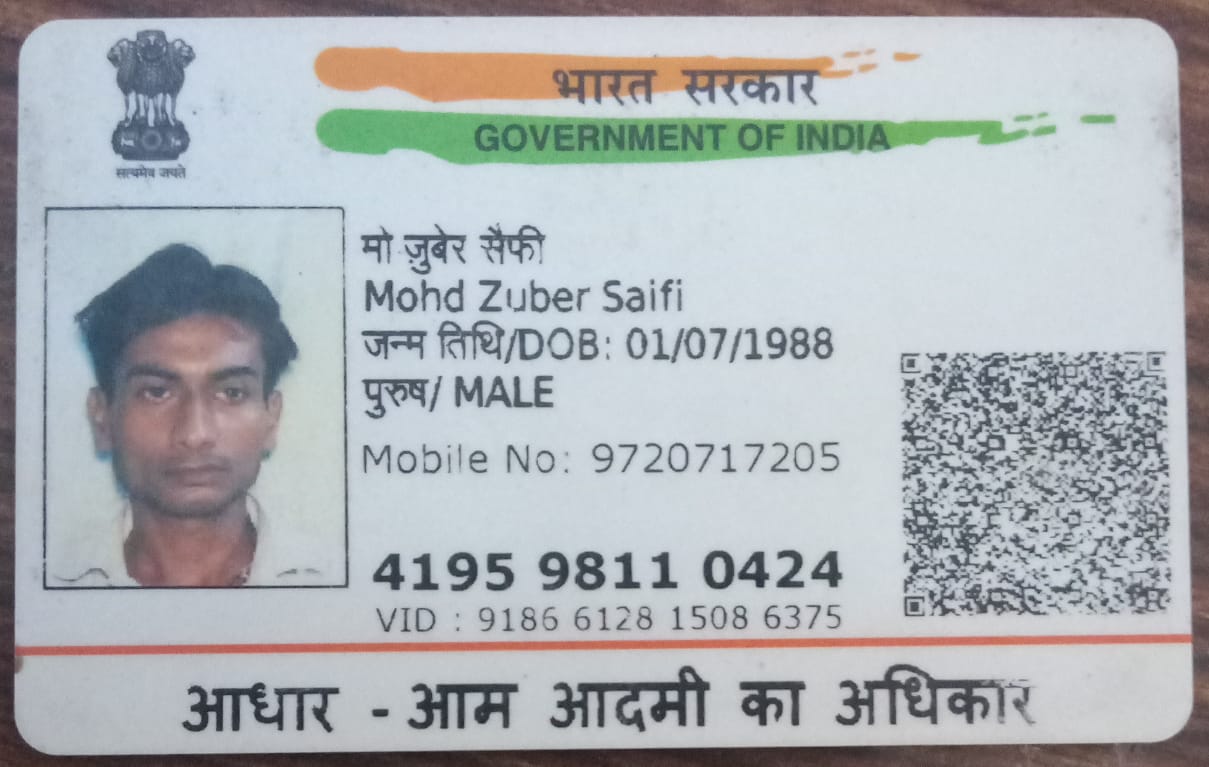 भारत सरकार
GOVERNMENT OF INDIA
सत्यमेव जयते
मो ज़ुबेर सैफी
Mohd Zuber Saifi
जन्म तिथि/DOB: 01/07/1988
पुरुष/ MALE
Mobile No: 9720717205
4195 9811 0424
VID : 9186 6128 1508 6375
आधार - आम आदमी का अधिकार